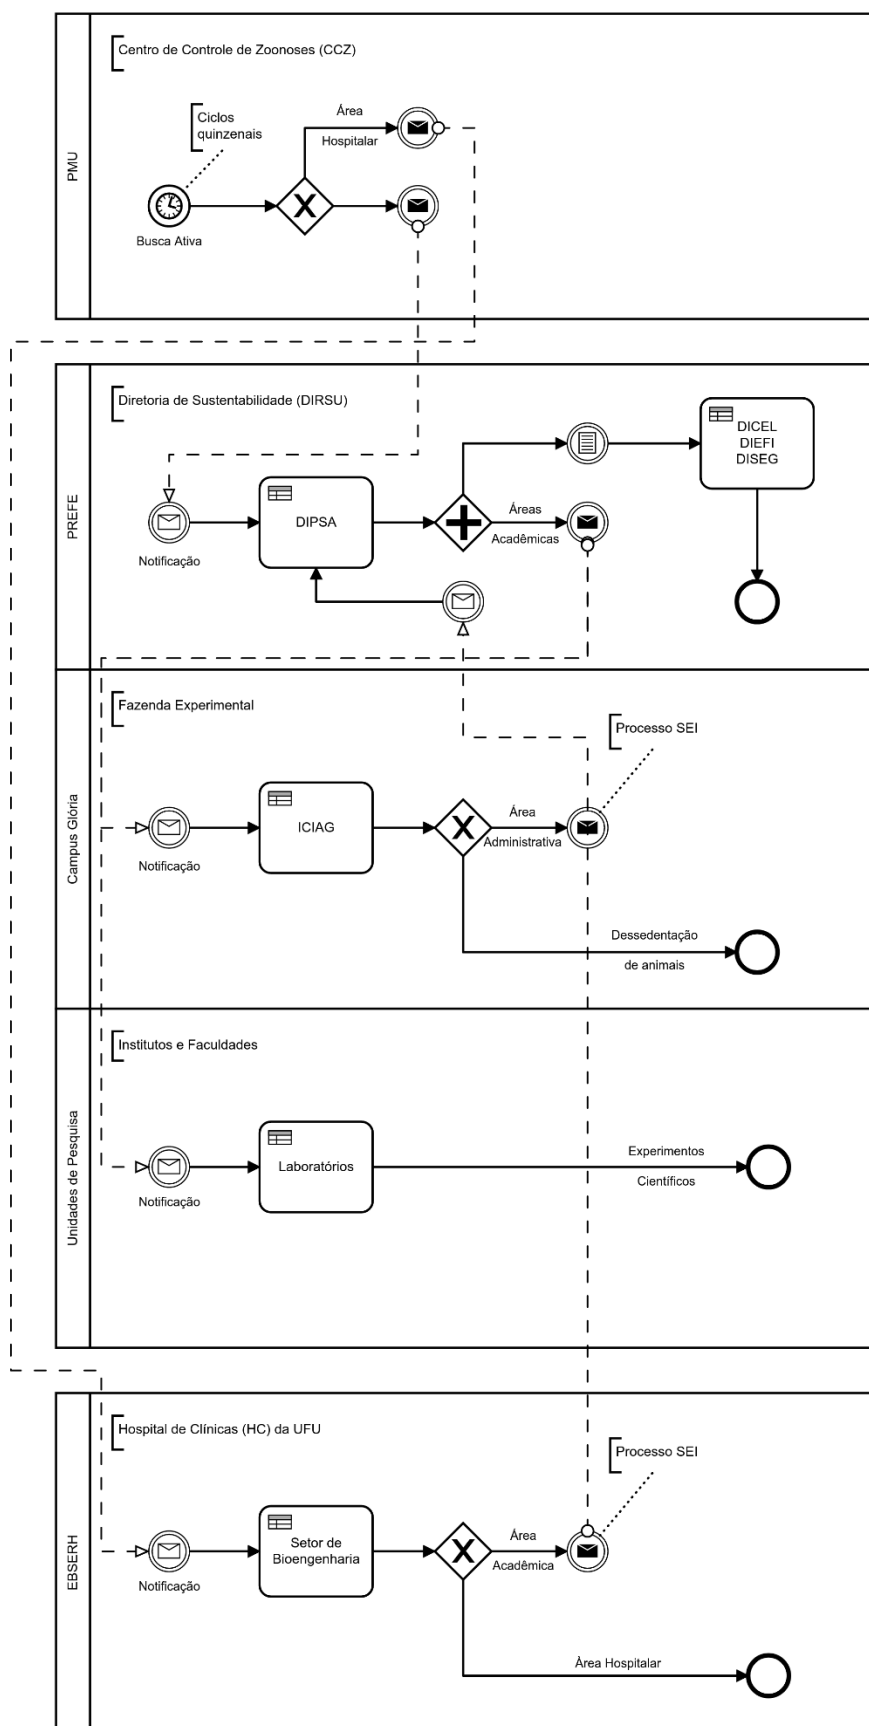 PMU
Centro de Controle de Zoonoses (CCZ)
Ciclos
quinzenais
Busca Ativa
Área
Hospitalar
PREFE
Diretoria de Sustentabilidade (DIRSU)
Notificação
DIPSA
Áreas
Acadêmicas
DICEL
DIEFI
DISEG
Campus Glória
Fazenda Experimental
Notificação
ICIAG
Área
Administrativa
Processo SEI
Dessedentação
de animais
Unidades de Pesquisa
Institutos e Faculdades
Notificação
Laboratórios
Experimentos
Científicos
EBSERH
Hospital de Clínicas (HC) da UFU
Notificação
Setor de
Bioengenharia
Área
Acadêmica
Processo SEI
Àrea Hospitalar